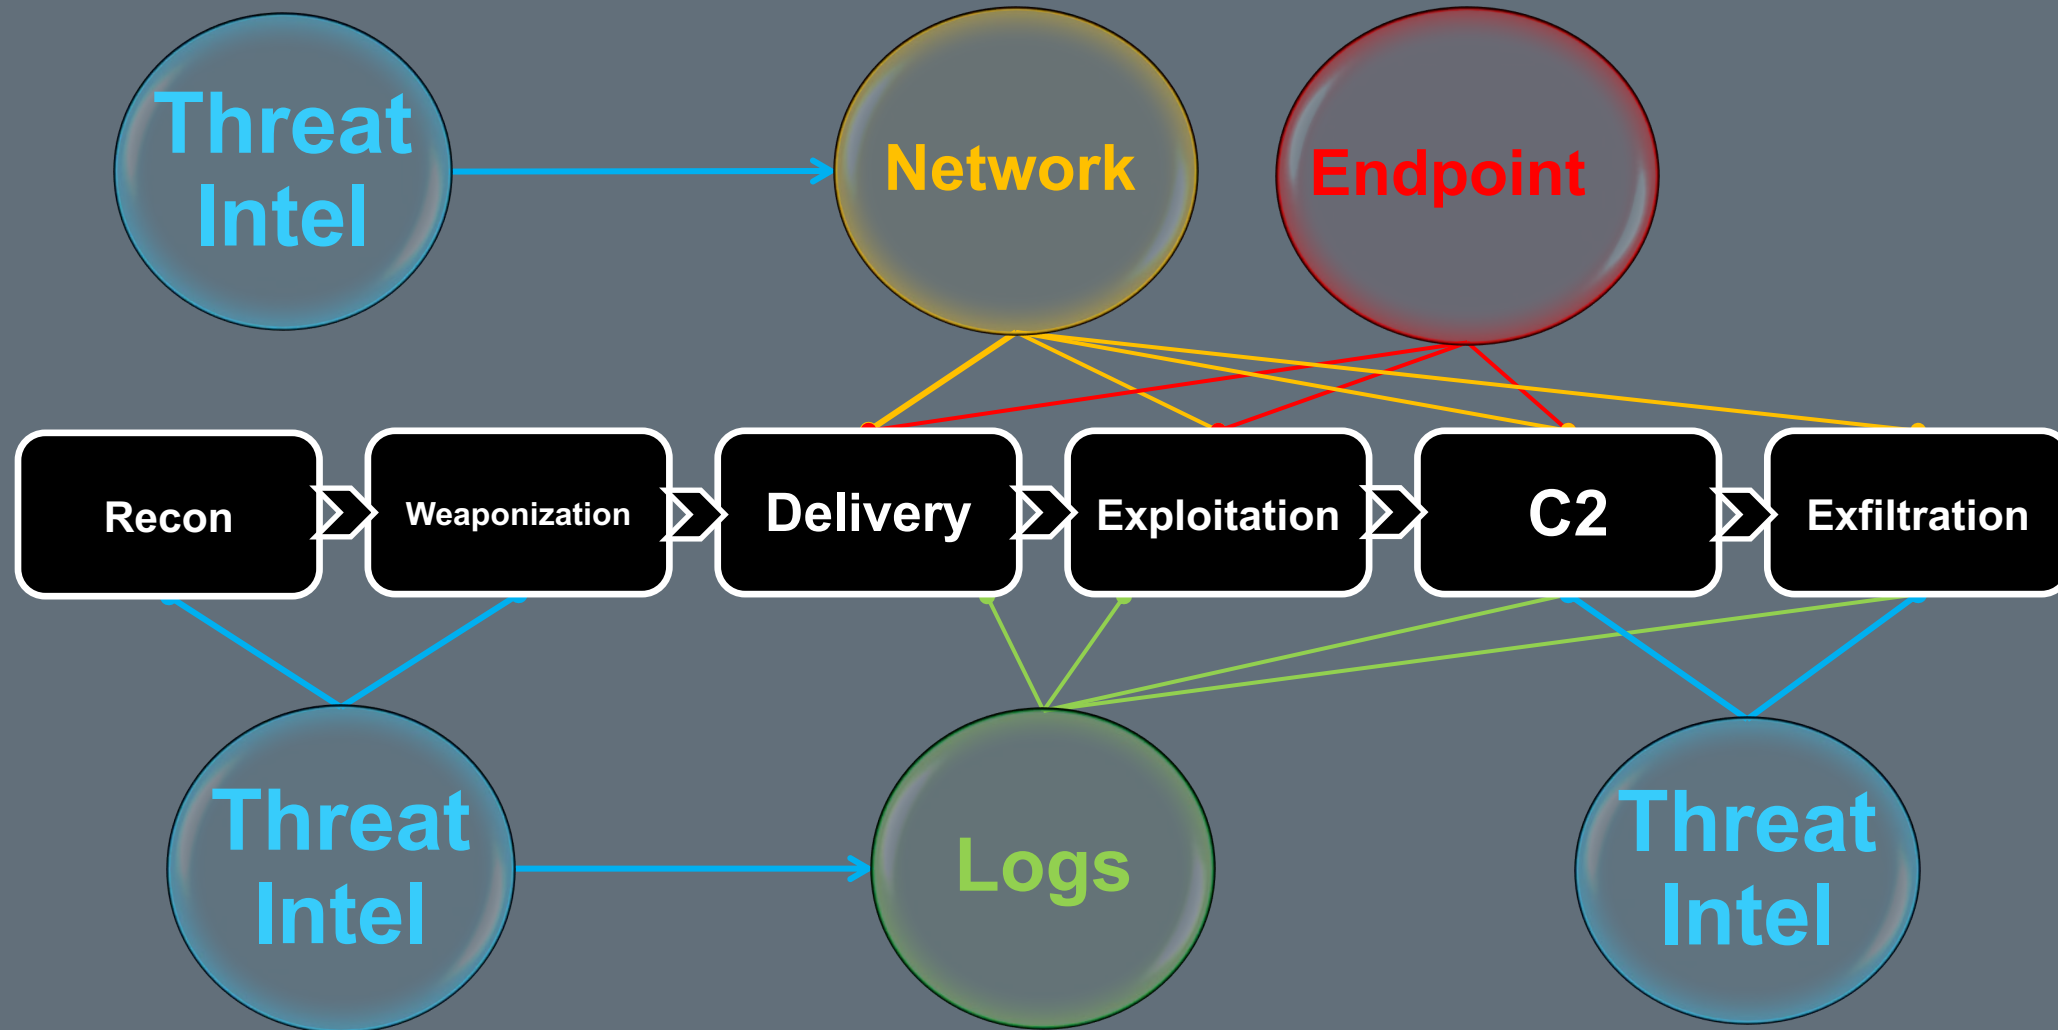 Threat
Intel
Network
Endpoint
Recon
Weaponization
Delivery
Exploitation
C2
Exfiltration
Threat
Intel
Logs
Threat
Intel